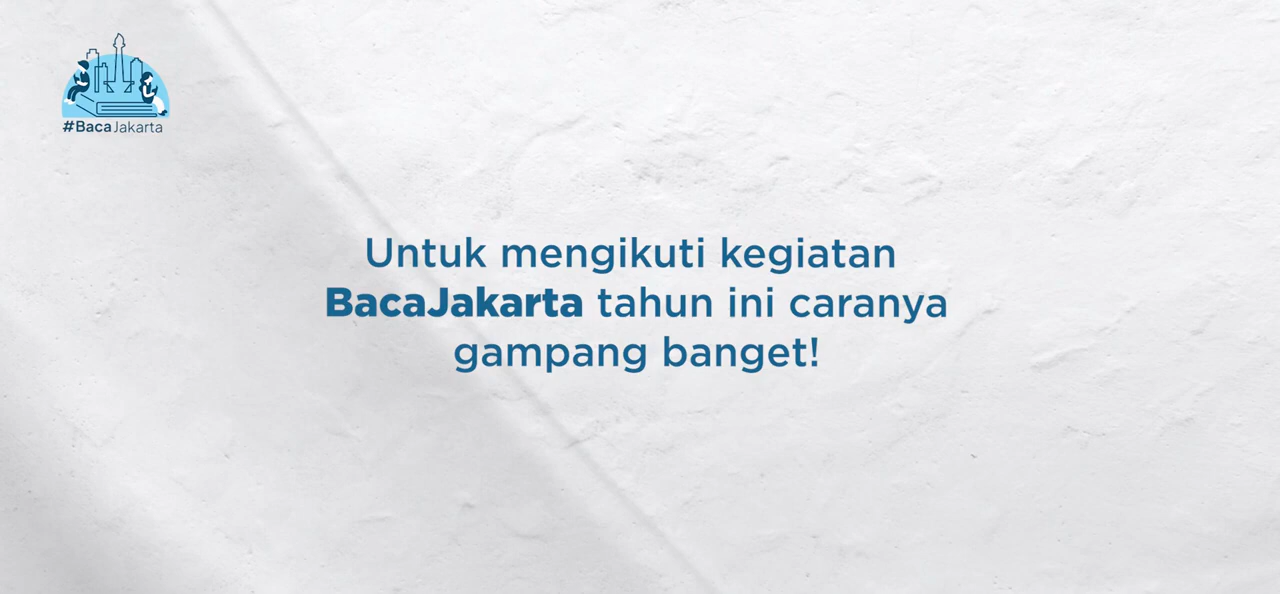 #BacaJakarta
Untuk mengikuti kegiatan
BacaJakarta tahun ini caranya
gampang banget!